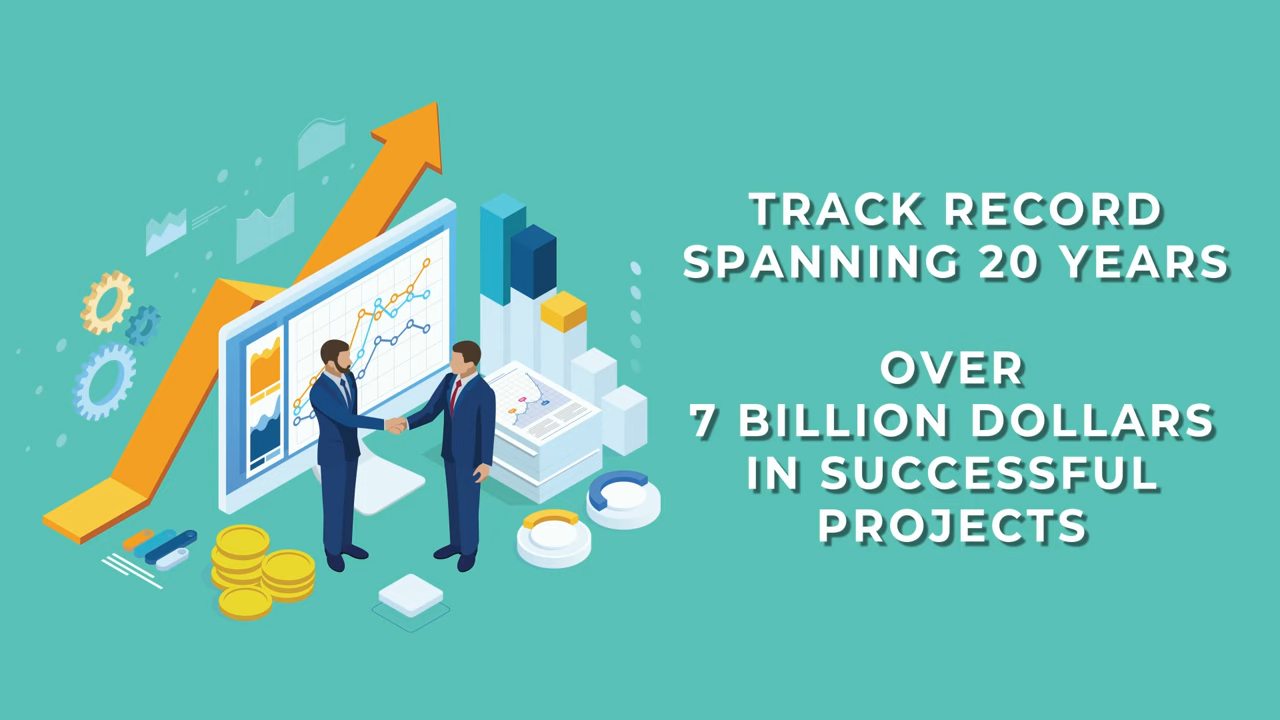 TRACK RECORD
SPANNING 20 YEARS
OVER
7 BILLION DOLLARS
IN SUCCESSFUL
PROJECTS